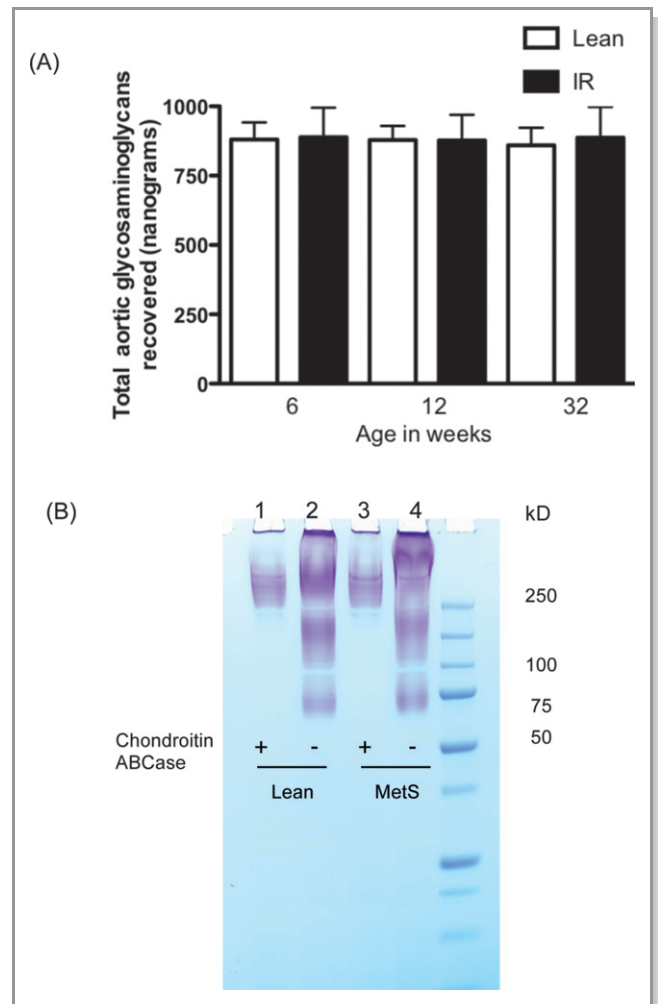 (A)
Lean
IR
Total aortic glycosaminoglycans
recovered (nanograms)
1000
750
500
250
0
6 12 32
Age in weeks
(B)
1 2 3 4 kD
250
100
75
50
Chondroitin
ABCase
+ - + -
Lean MetS